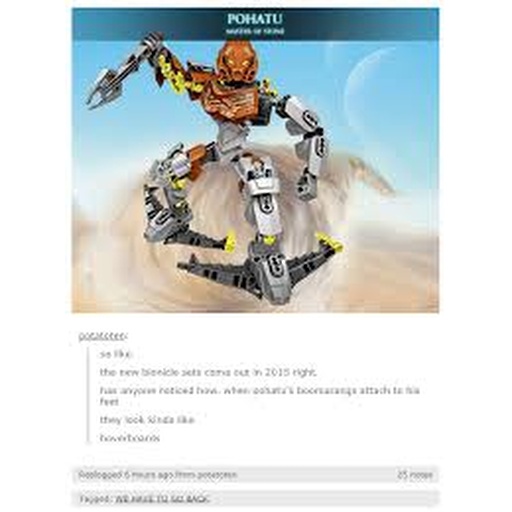 POHATU
MASTER OF STONE
potatoten:
so like.
the new bionicle sets come out in 2015 right.
has anyone noticed how. when pohatu's boomarangs attach to his
feet
they look kinda like
hoverboards
Reblogged 6 hours ago from potatoten
25 notes
Tagged: WE HAVE TO GO BACK